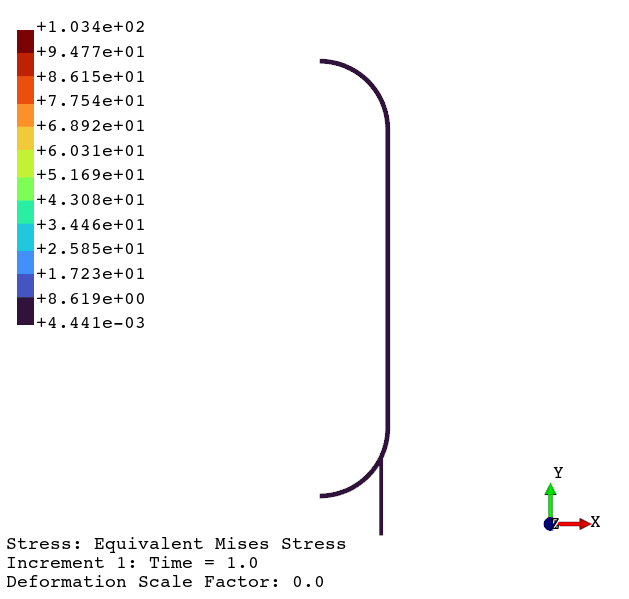 +1.034e+02
+9.477e+01
+8.615e+01
+7.754e+01
+6.892e+01
+6.031e+01
+5.169e+01
+4.308e+01
+3.446e+01
+2.585e+01
+1.723e+01
+8.619e+00
+4.441e-03
Y
Z
X
Stress: Equivalent Mises Stress
Increment 1: Time = 1.0
Deformation Scale Factor: 0.0